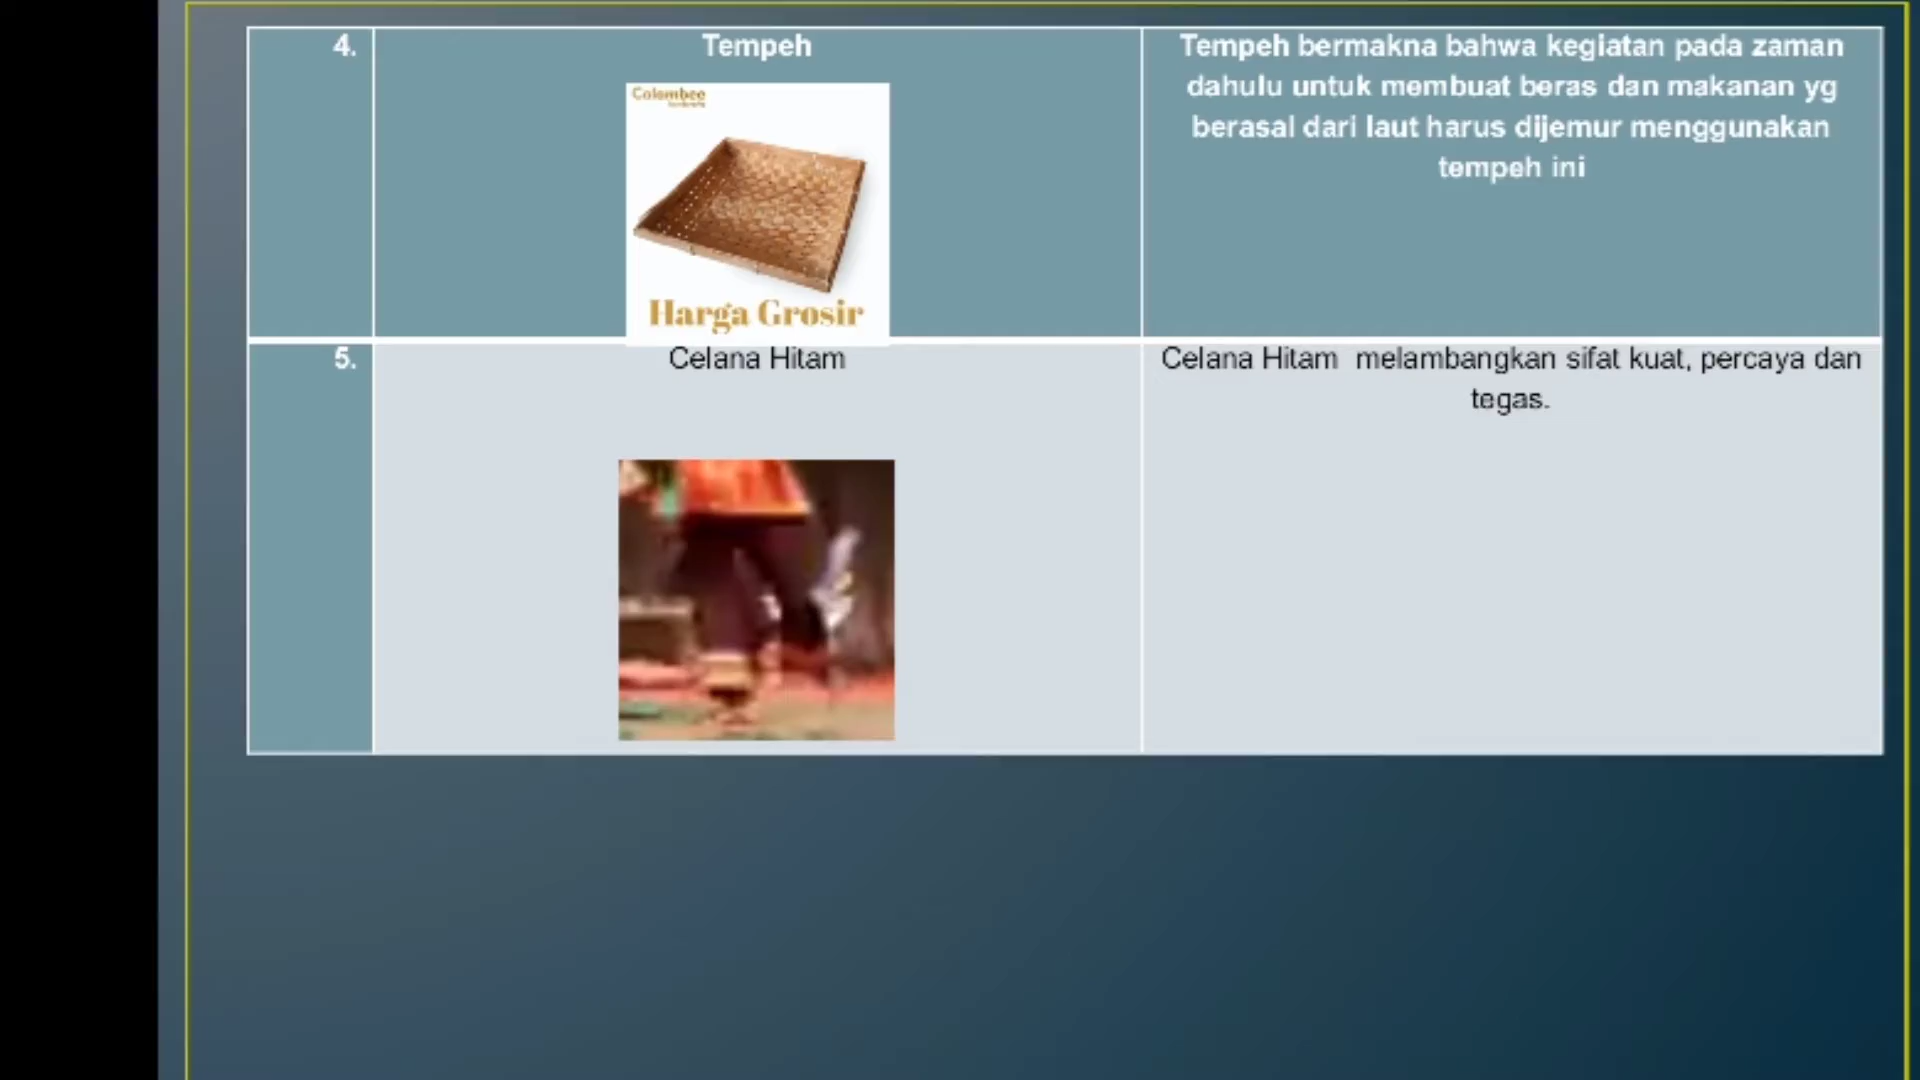 4.
Tempeh
Colombee
Harga Grosir
Tempeh bermakna bahwa kegiatan pada zaman
dahulu untuk membuat beras dan makanan yg
berasal dari laut harus dijemur menggunakan
tempeh ini
5.
Celana Hitam
Celana Hitam melambangkan sifat kuat, percaya dan
tegas.